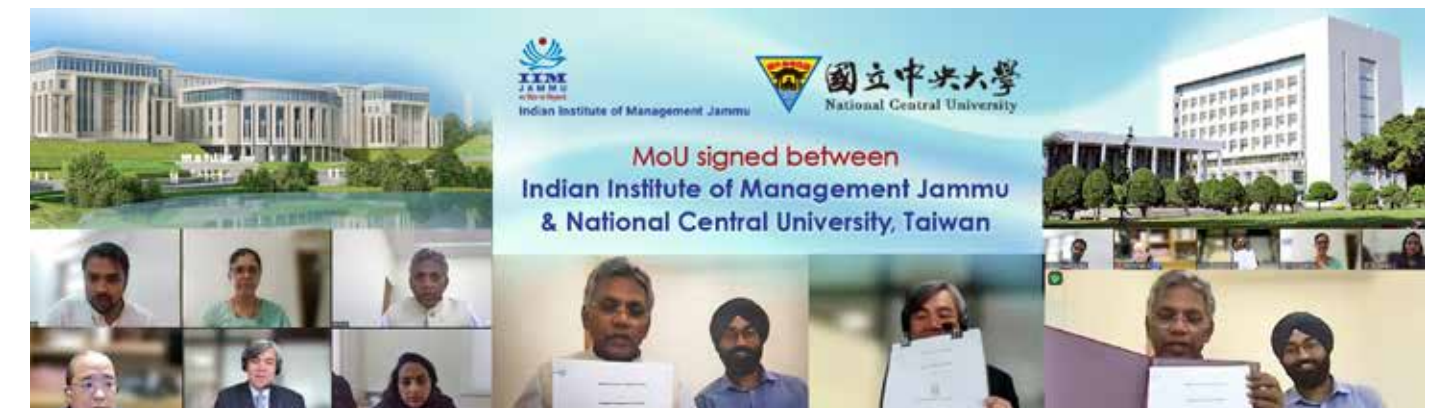 IIM
JAMMU
Indian Institute of Management Jammu
國立中央大學
National Central University
MoU signed between
Indian Institute of Management Jammu
& National Central University, Taiwan